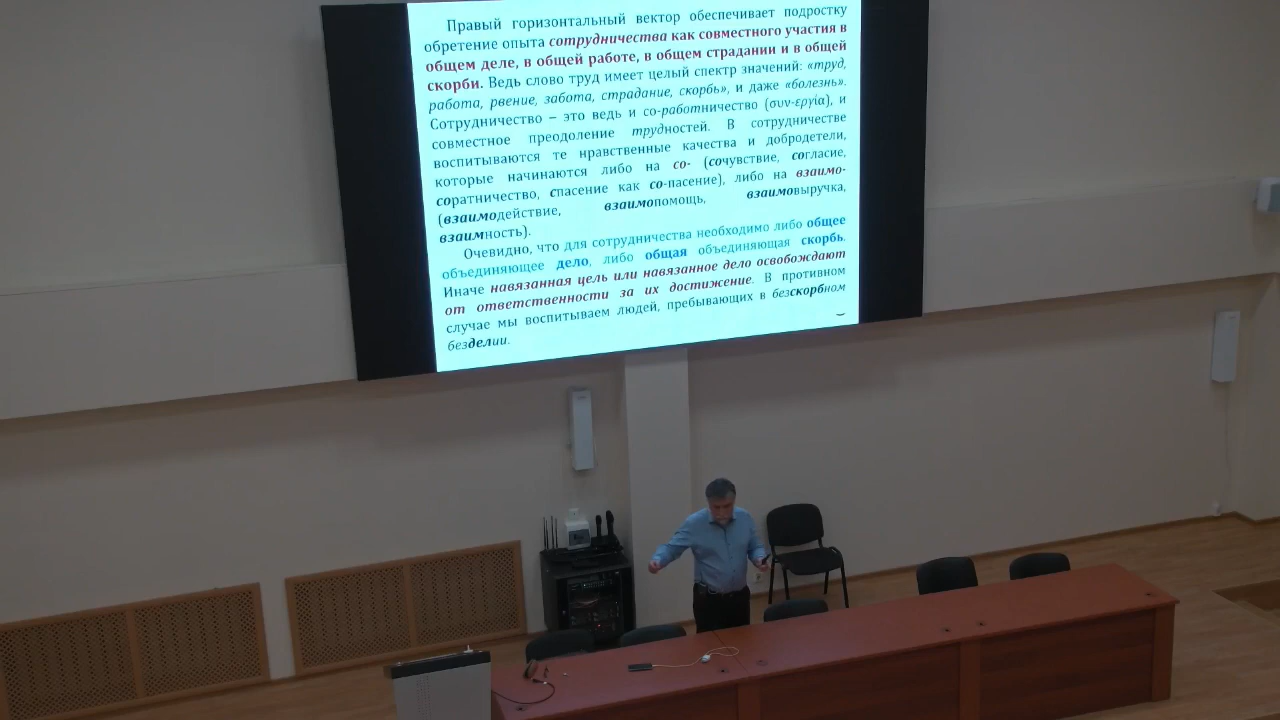 Правый горизонтальный вектор обеспечивает подростку
обретение опыта сотрудничества как совместного участия в
общем деле, в общей работе, в общем страдании и в общей
скорби. Ведь слово труд имеет целый спектр значений: «труд,
работа, рвение, забота, страдание, скорбь», и даже «болезнь».
Сотрудничество – это ведь и со-работничество (συν-εργία), и
совместное преодоление трудностей. В сотрудничестве
воспитываются те нравственные качества и добродетели,
которые начинаются либо на со- (сочувствие, согласие,
соратничество, спасение как со-пасение), либо на взаимо-
(взаимодействие, взаимопомощь, взаимовыручка,
взаимность).
Очевидно, что для сотрудничества необходимо либо общее
объединяющее дело, либо общая объединяющая скорбь.
Иначе навязанная цель или навязанное дело освобождают
от ответственности за их достижение. В противном
случае мы воспитываем людей, пребывающих в бесскорбном
безделии.